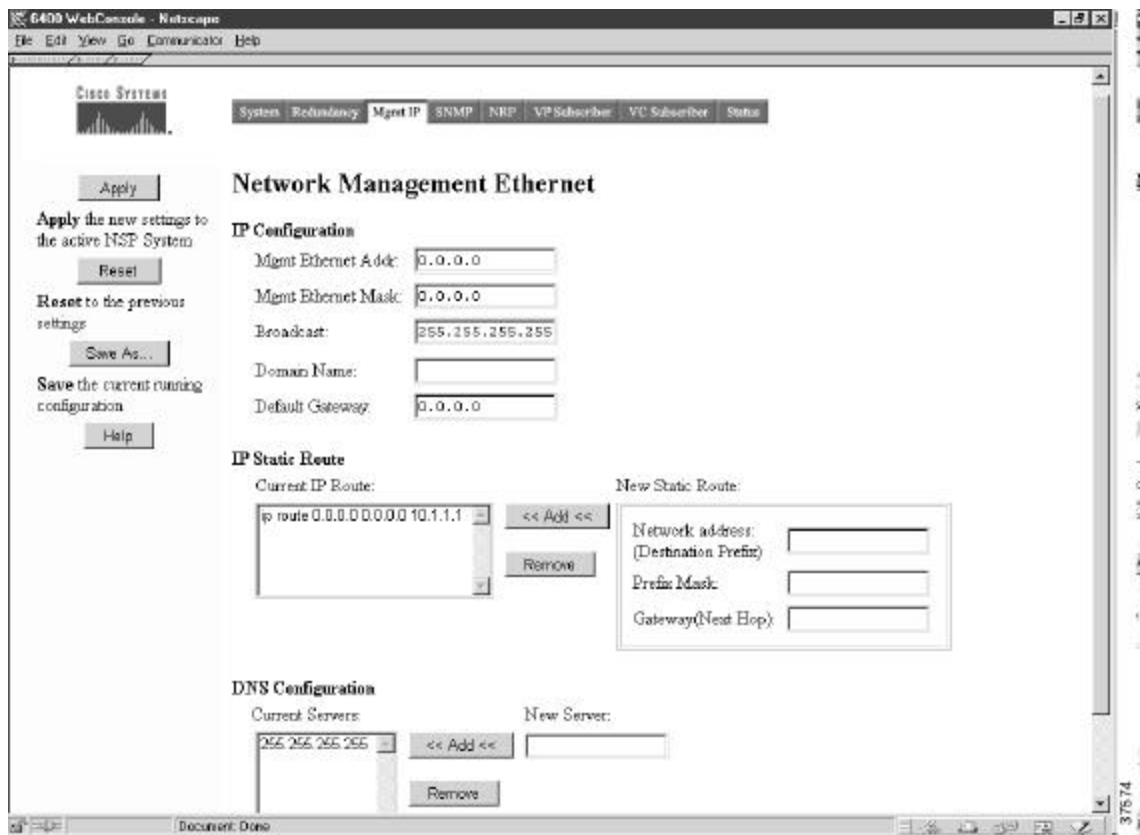 6400 WebConsole - Netscape
File Edit View Go Communicator Help
CISCO SYSTEMS
System Redundancy Mgmt IP SNMP NRP VP Subscriber VC Subscriber Status
Apply
Apply the new settings to
the active NSP System
Reset
Reset to the previous
settings
Save As...
Save the current running
configuration
Help
Network Management Ethernet
IP Configuration
Mgmt Ethernet Addr: 0.0.0.0
Mgmt Ethernet Mask: 0.0.0.0
Broadcast: 255.255.255.255
Domain Name:
Default Gateway: 0.0.0.0
IP Static Route
Current IP Route:
ip route 0.0.0.0 0.0.0.0 10.1.1.1
<< Add <<
Remove
New Static Route:
Network address:
(Destination Prefix)
Prefix Mask:
Gateway(Next Hop):
DNS Configuration
Current Servers:
255.255.255.255
<< Add <<
Remove
New Server:
Document: Done
37574